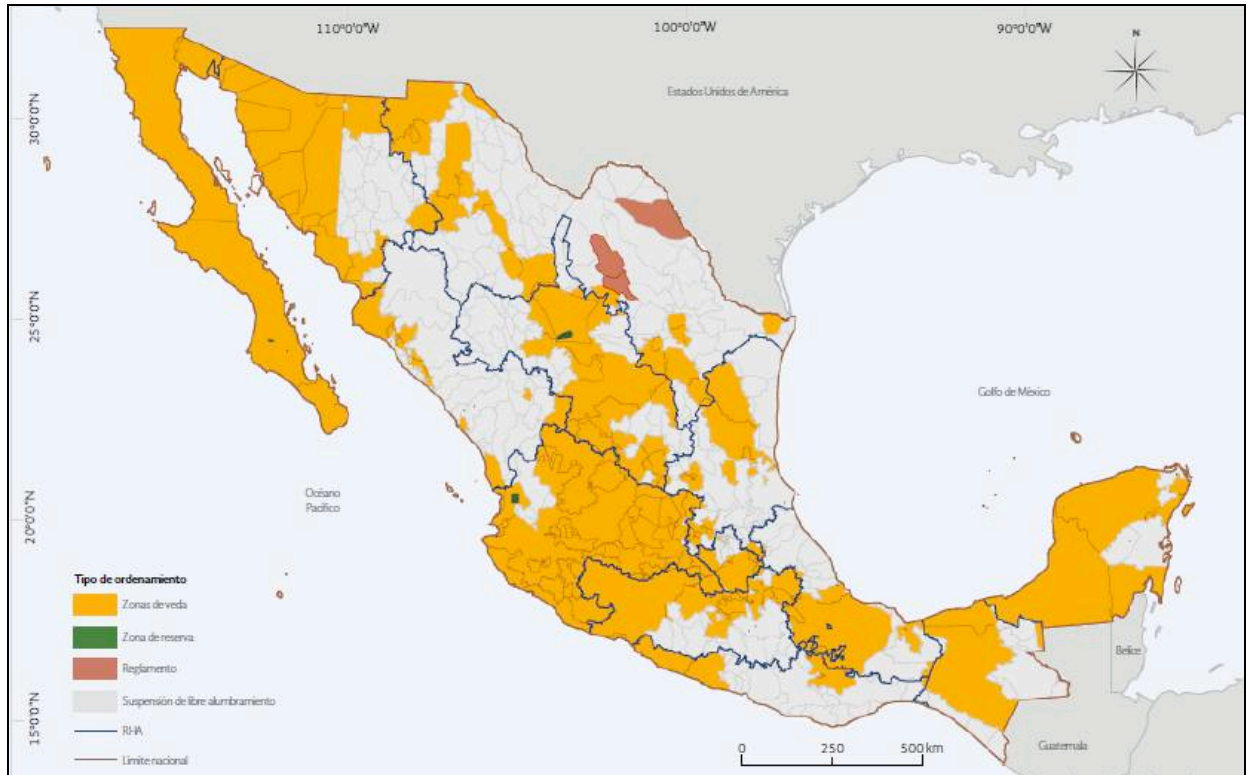 110°0'0"W
100°0'0"W
90°0'0"W
N
Estados Unidos de América
30°0'0"N
25°0'0"N
Golfo de México
Océano
Pacífico
20°0'0"N
Tipo de ordenamiento
Zonas de veda
Zona de reserva
Reglamento
Suspensión de libre alumbramiento
RHA
Límite nacional
15°0'0"N
Belice
Guatemala
0 250 500 km